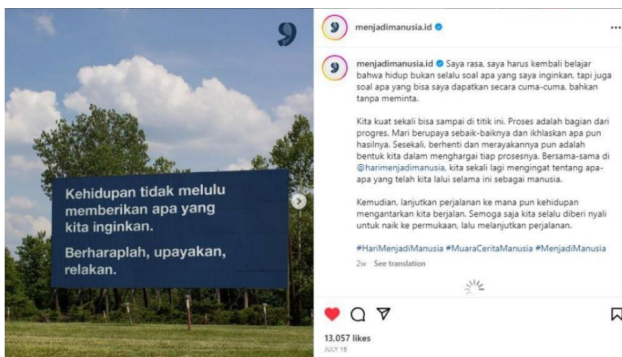 Kehidupan tidak melulu
memberikan apa yang
kita inginkan.
Berharaplah, upayakan,
relakan.
menjadimanusia.id
menjadimanusia.id Saya rasa, saya harus kembali belajar
bahwa hidup bukan selalu soal apa yang saya inginkan, tapi juga
soal apa yang bisa saya dapatkan secara cuma-cuma, bahkan
tanpa meminta.
Kita kuat sekali bisa sampai di titik ini. Proses adalah bagian dari
progres. Mari berupaya sebaik-baiknya dan ikhlaskan apa pun
hasilnya. Sesekali, berhenti dan merayakannya pun adalah
bentuk kita dalam menghargai tiap prosesnya. Bersama-sama di
@harimenjadimanusia, kita sekali lagi mengingat tentang apa-
apa yang telah kita lalui selama ini sebagai manusia.
Kemudian, lanjutkan perjalanan ke mana pun kehidupan
mengantarkan kita berjalan. Semoga saja kita selalu diberi nyali
untuk naik ke permukaan, lalu melanjutkan perjalanan.
#HariMenjadiManusia #MuaraCeritaManusia #MenjadiManusia
2w See translation
13,057 likes
JULY 16